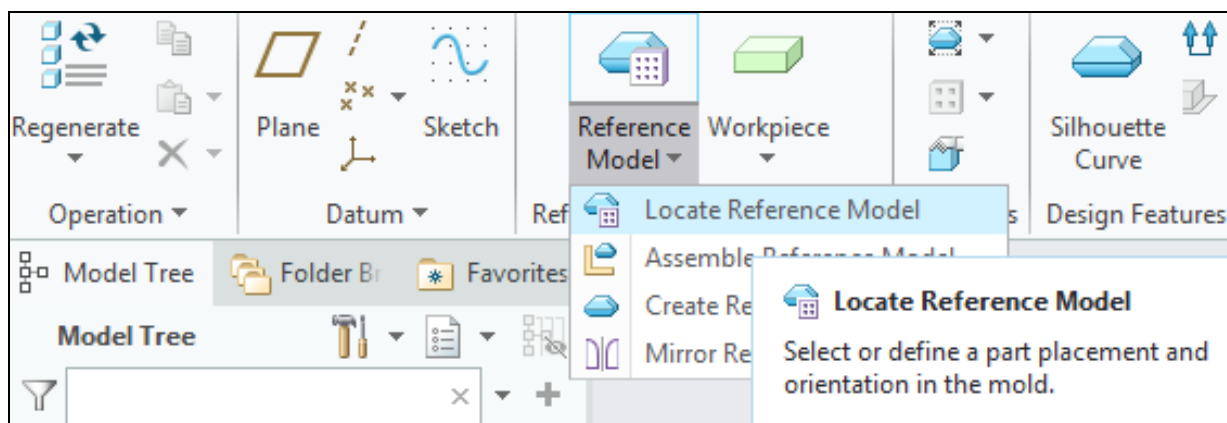 Regenerate
Plane
Sketch
Reference
Model
Workpiece
Silhouette
Curve
Operation
Datum
Ref
s
Design Features
Locate Reference Model
Assemble Reference Model
Create Re
Mirror Re
Locate Reference Model
Select or define a part placement and
orientation in the mold.
Model Tree
Folder Br
Favorites
Model Tree